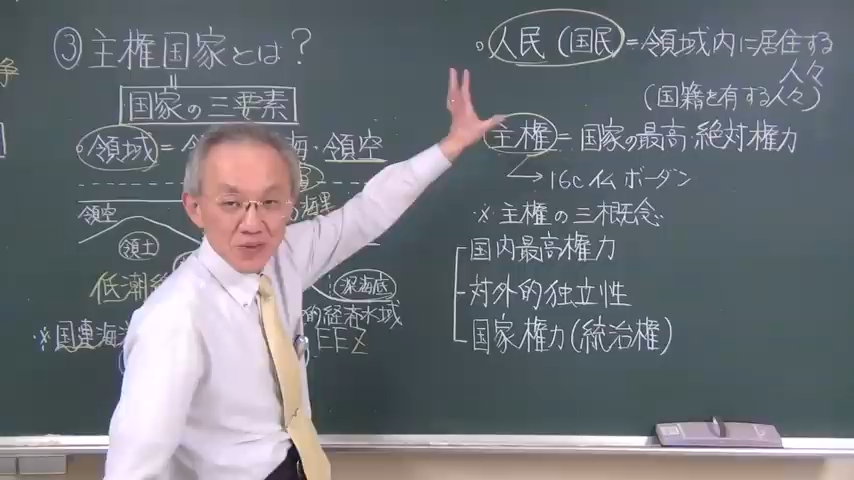 争
③主権国家とは？
国家の三要素
領域＝ 海・領空
領空
領土
低潮
深海底
的経済水域
※国連海
EEZ
人民（国民＝領域内に居住する
人々
（国籍を有する人々）
主権＝国家の最高・絶対権力
→16c仏ボーダン
※主権の三概念
国内最高権力
対外的独立性
国家権力（統治権）